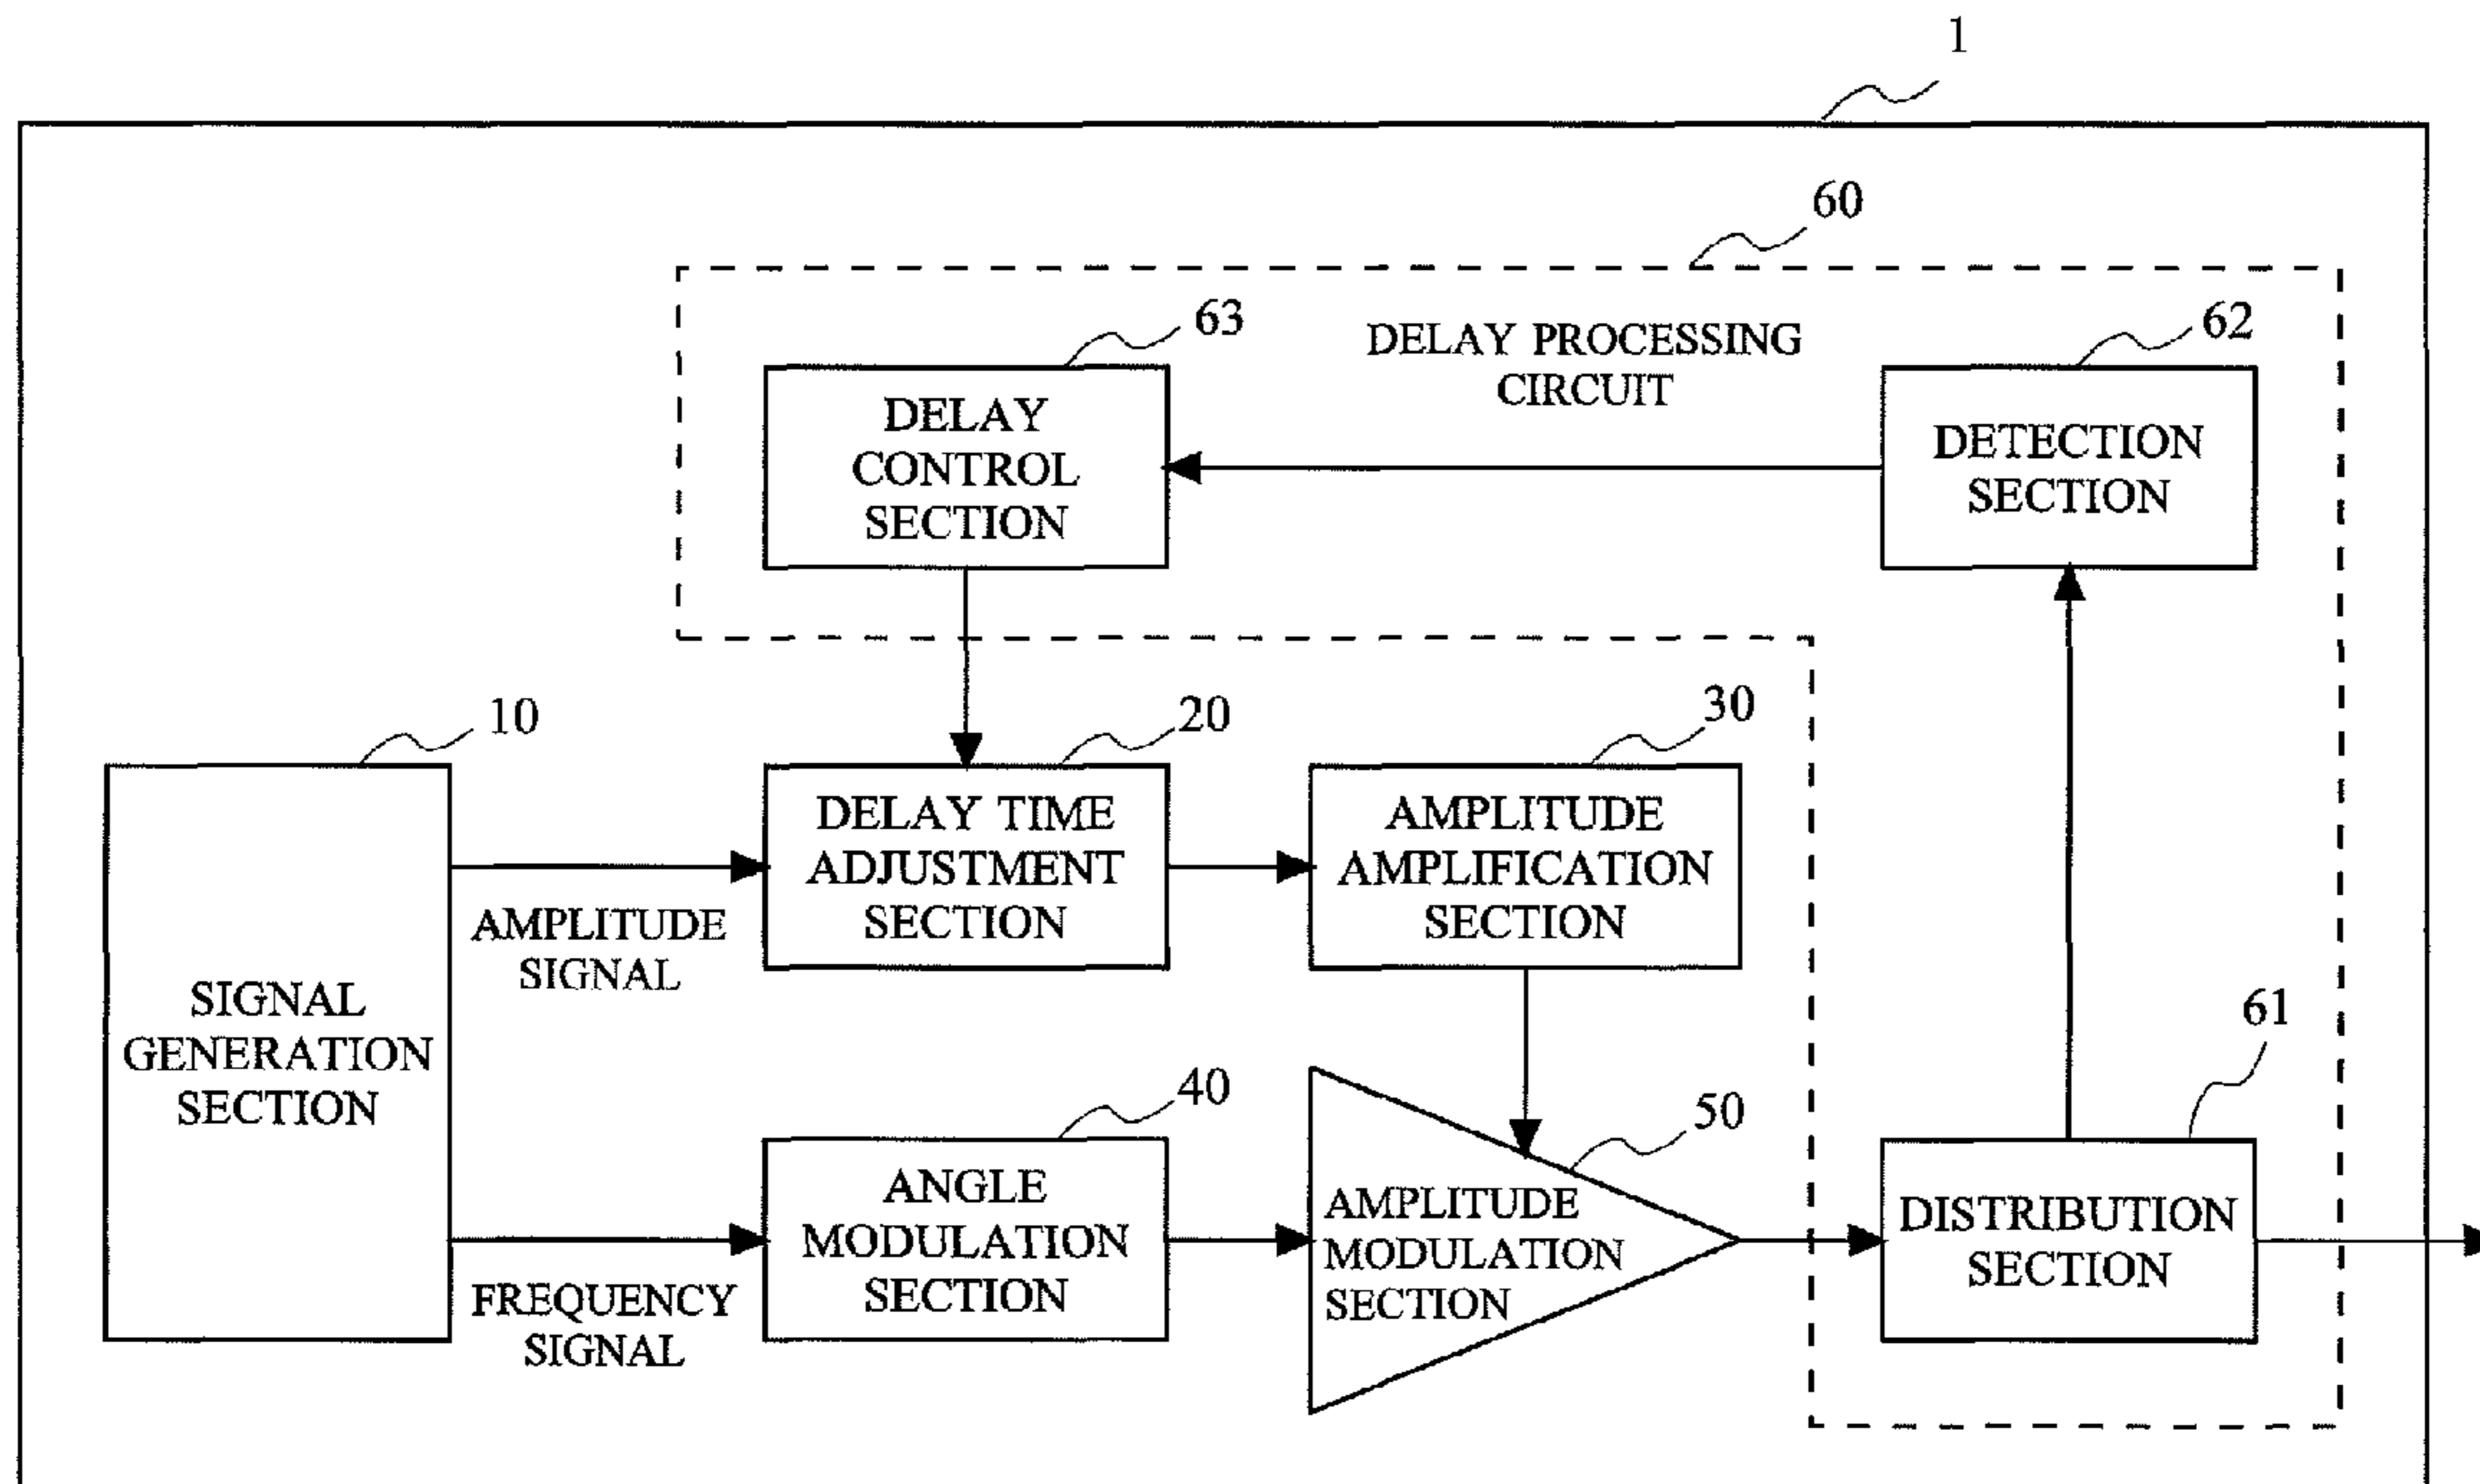 1
60
63
DELAY PROCESSING
CIRCUIT
62
DELAY
CONTROL
SECTION
DETECTION
SECTION
10
20
30
SIGNAL
GENERATION
SECTION
AMPLITUDE
SIGNAL
DELAY TIME
ADJUSTMENT
SECTION
AMPLITUDE
AMPLIFICATION
SECTION
61
40
50
FREQUENCY
SIGNAL
ANGLE
MODULATION
SECTION
AMPLITUDE
MODULATION
SECTION
DISTRIBUTION
SECTION